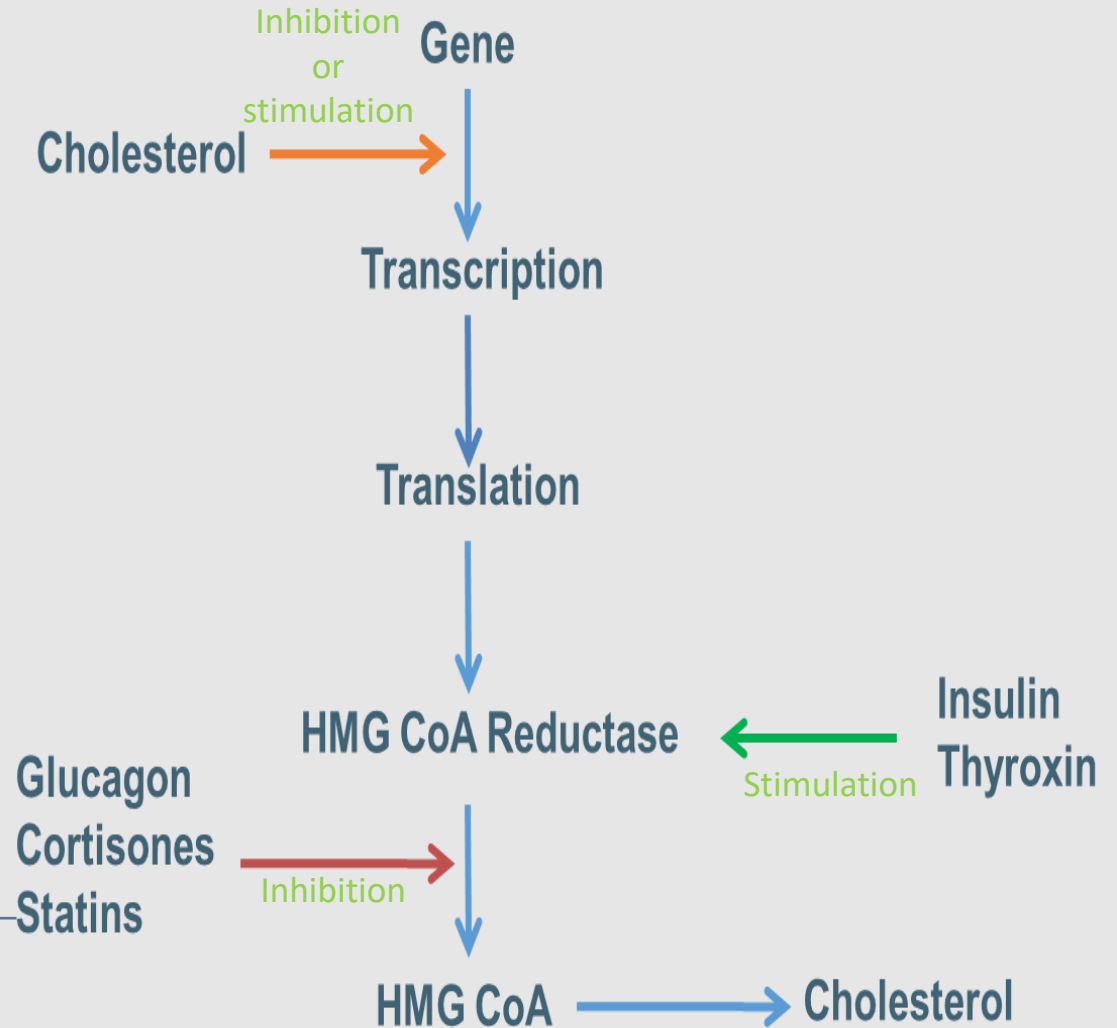 Inhibition
or
stimulation
Gene
Cholesterol
Transcription
Translation
HMG CoA Reductase
Insulin
Thyroxin
Stimulation
Glucagon
Cortisones
Statins
Inhibition
HMG CoA
Cholesterol